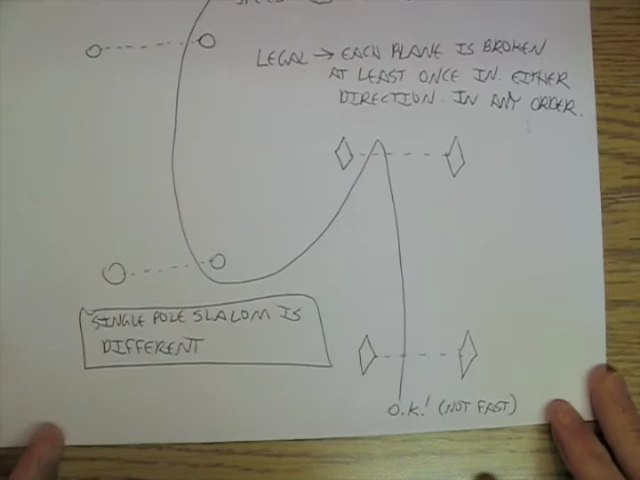 LEGAL → EACH PLANE IS BROKEN
AT LEAST ONCE IN EITHER
DIRECTION. IN ANY ORDER.
SINGLE POLE SLALOM IS
DIFFERENT
O.K.! (NOT FAST)